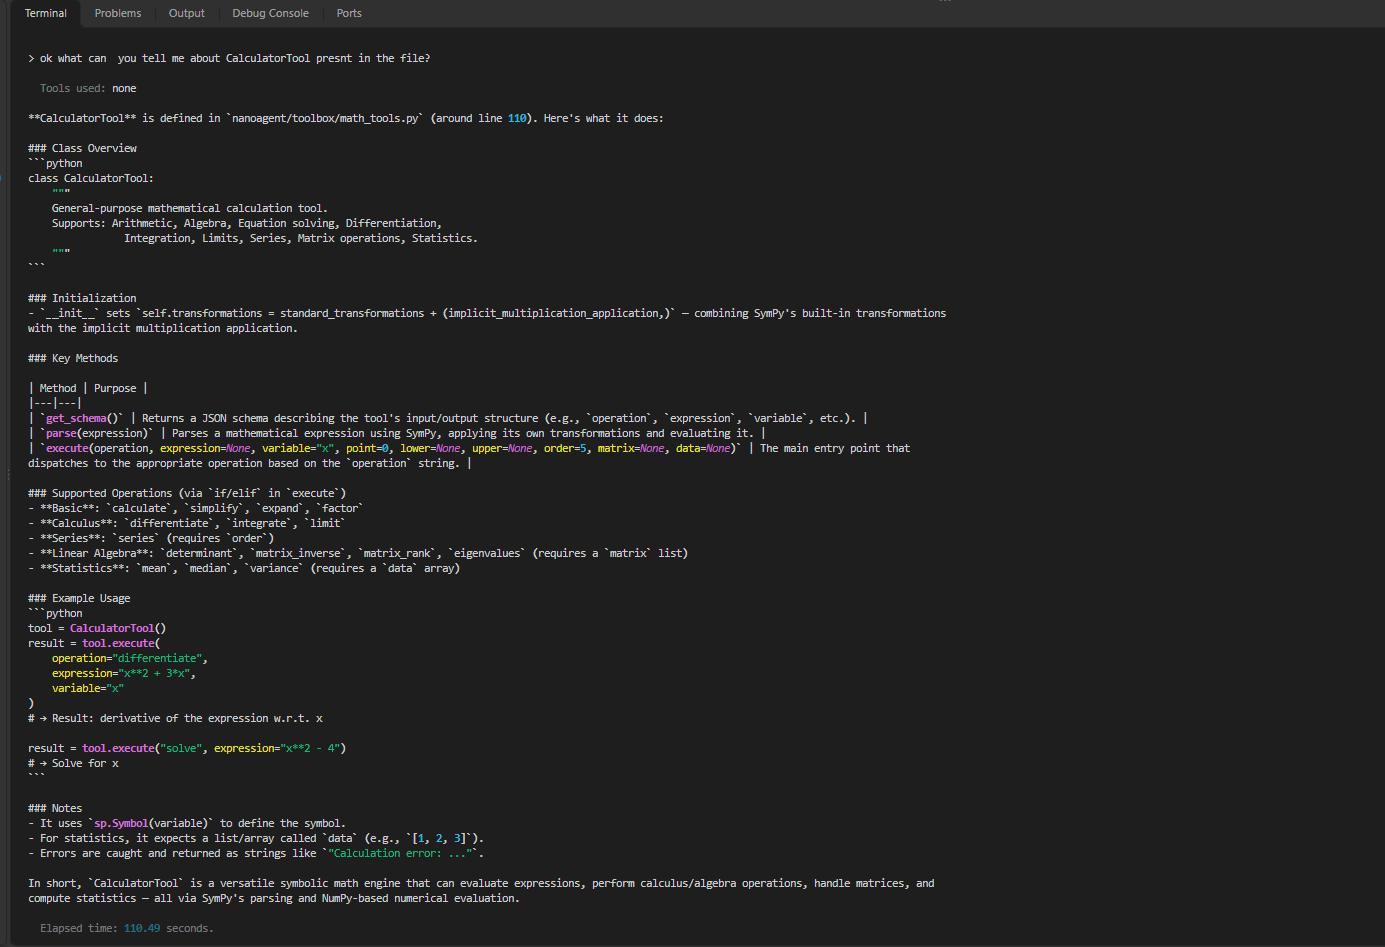 Terminal Problems Output Debug Console Ports
> ok what can  you tell me about CalculatorTool presnt in the file?
Tools used: none
**CalculatorTool** is defined in `nanoagent/toolbox/math_tools.py` (around line 110). Here's what it does:
### Class Overview
```python
class CalculatorTool:
    """
    General-purpose mathematical calculation tool.
    Supports: Arithmetic, Algebra, Equation solving, Differentiation,
                Integration, Limits, Series, Matrix operations, Statistics.
    """
```
### Initialization
- `__init__` sets `self.transformations = standard_transformations + (implicit_multiplication_application,)` — combining SymPy's built-in transformations
with the implicit multiplication application.
### Key Methods
| Method | Purpose |
|---|---|
| `get_schema()` | Returns a JSON schema describing the tool's input/output structure (e.g., `operation`, `expression`, `variable`, etc.). |
| `parse(expression)` | Parses a mathematical expression using SymPy, applying its own transformations and evaluating it. |
| `execute(operation, expression=None, variable="x", point=0, lower=None, upper=None, order=5, matrix=None, data=None)` | The main entry point that
dispatches to the appropriate operation based on the `operation` string. |
### Supported Operations (via `if/elif` in `execute`)
- **Basic**: `calculate`, `simplify`, `expand`, `factor`
- **Calculus**: `differentiate`, `integrate`, `limit`
- **Series**: `series` (requires `order`)
- **Linear Algebra**: `determinant`, `matrix_inverse`, `matrix_rank`, `eigenvalues` (requires a `matrix` list)
- **Statistics**: `mean`, `median`, `variance` (requires a `data` array)
### Example Usage
```python
tool = CalculatorTool()
result = tool.execute(
    operation="differentiate",
    expression="x**2 + 3*x",
    variable="x"
)
# → Result: derivative of the expression w.r.t. x
result = tool.execute("solve", expression="x**2 - 4")
# → Solve for x
```
### Notes
- It uses `sp.Symbol(variable)` to define the symbol.
- For statistics, it expects a list/array called `data` (e.g., `[1, 2, 3]`).
- Errors are caught and returned as strings like `"Calculation error: ..."`.
In short, `CalculatorTool` is a versatile symbolic math engine that can evaluate expressions, perform calculus/algebra operations, handle matrices, and
compute statistics — all via SymPy's parsing and NumPy-based numerical evaluation.
Elapsed time: 110.49 seconds.